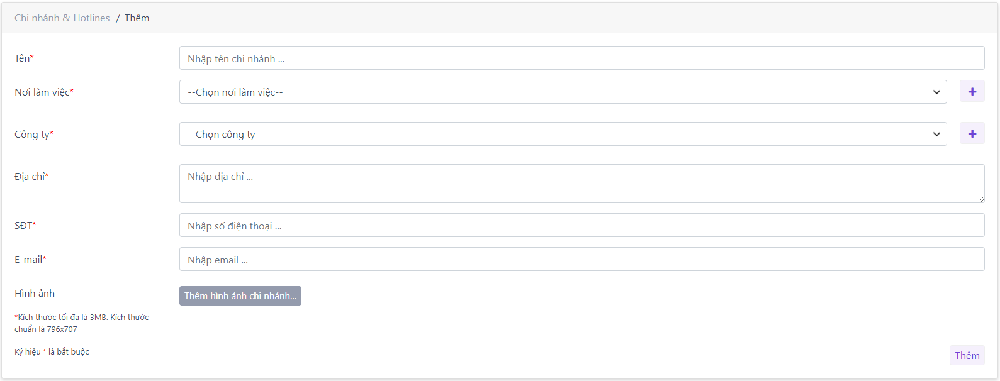 Chi nhánh & Hotlines / Thêm
Tên*
Nhập tên chi nhánh ...
Nơi làm việc*
--Chọn nơi làm việc--
Công ty*
--Chọn công ty--
Địa chỉ*
Nhập địa chỉ ...
SĐT*
Nhập số điện thoại ...
E-mail*
Nhập email ...
Hình ảnh
Thêm hình ảnh chi nhánh...
*Kích thước tối đa là 3MB. Kích thước
chuẩn là 796x707
Ký hiệu * là bắt buộc
Thêm